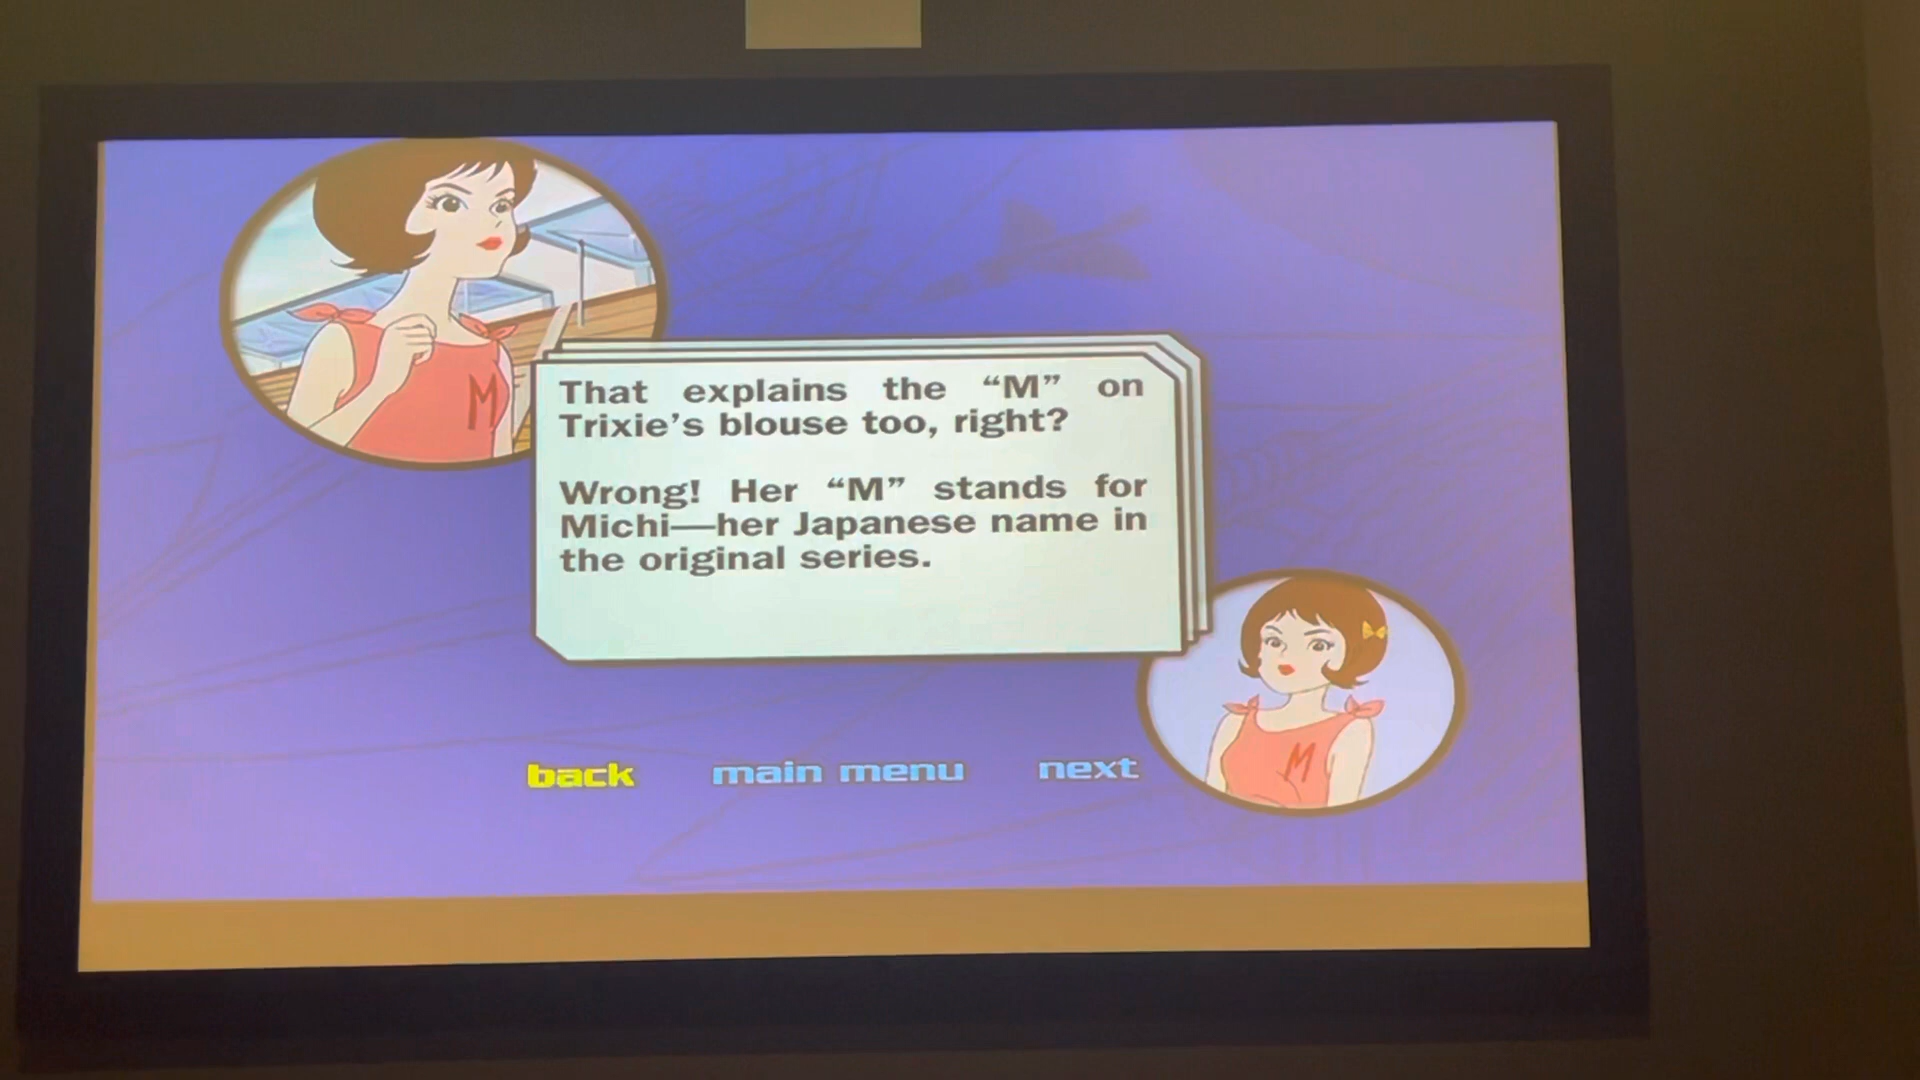 That explains the “M” on
Trixie’s blouse too, right?
Wrong! Her “M” stands for
Michi—her Japanese name in
the original series.
back main menu next
M
M